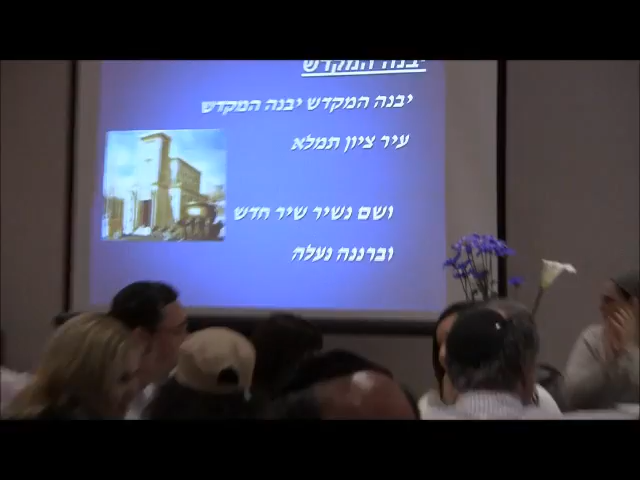 יבנה המקדש
יבנה המקדש יבנה המקדש
עיר ציון תמלא
ושם נשיר שיר חדש
וברננה נעלה